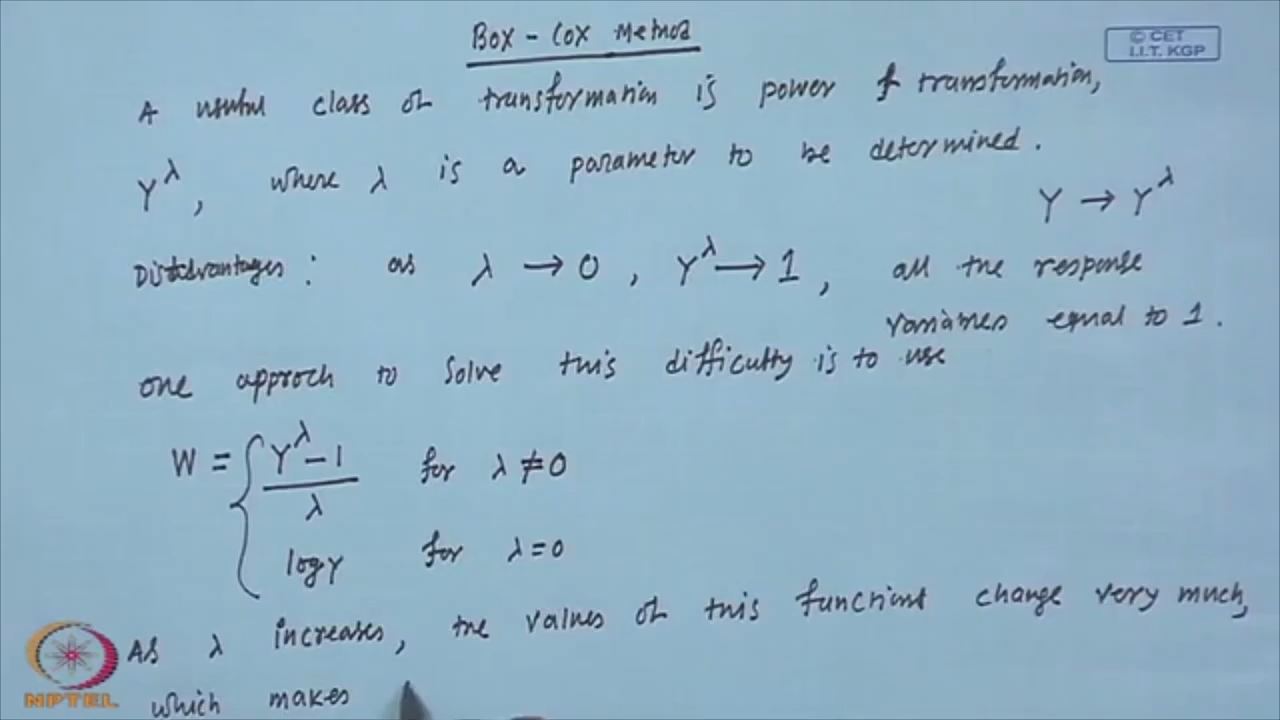 Box - Cox Method
© CET
I.I.T. KGP
A useful class of transformation is power transformation,
Y^λ, where λ is a parameter to be determined.
Y → Y^λ
Disadvantages : as λ → 0, Y^λ → 1, all the response
variables equal to 1.
one approch to solve this difficulty is to use
W = { (Y^λ - 1)/λ for λ ≠ 0
log Y for λ = 0
As λ increases, the values of this functions change very much,
which makes
NPTEL